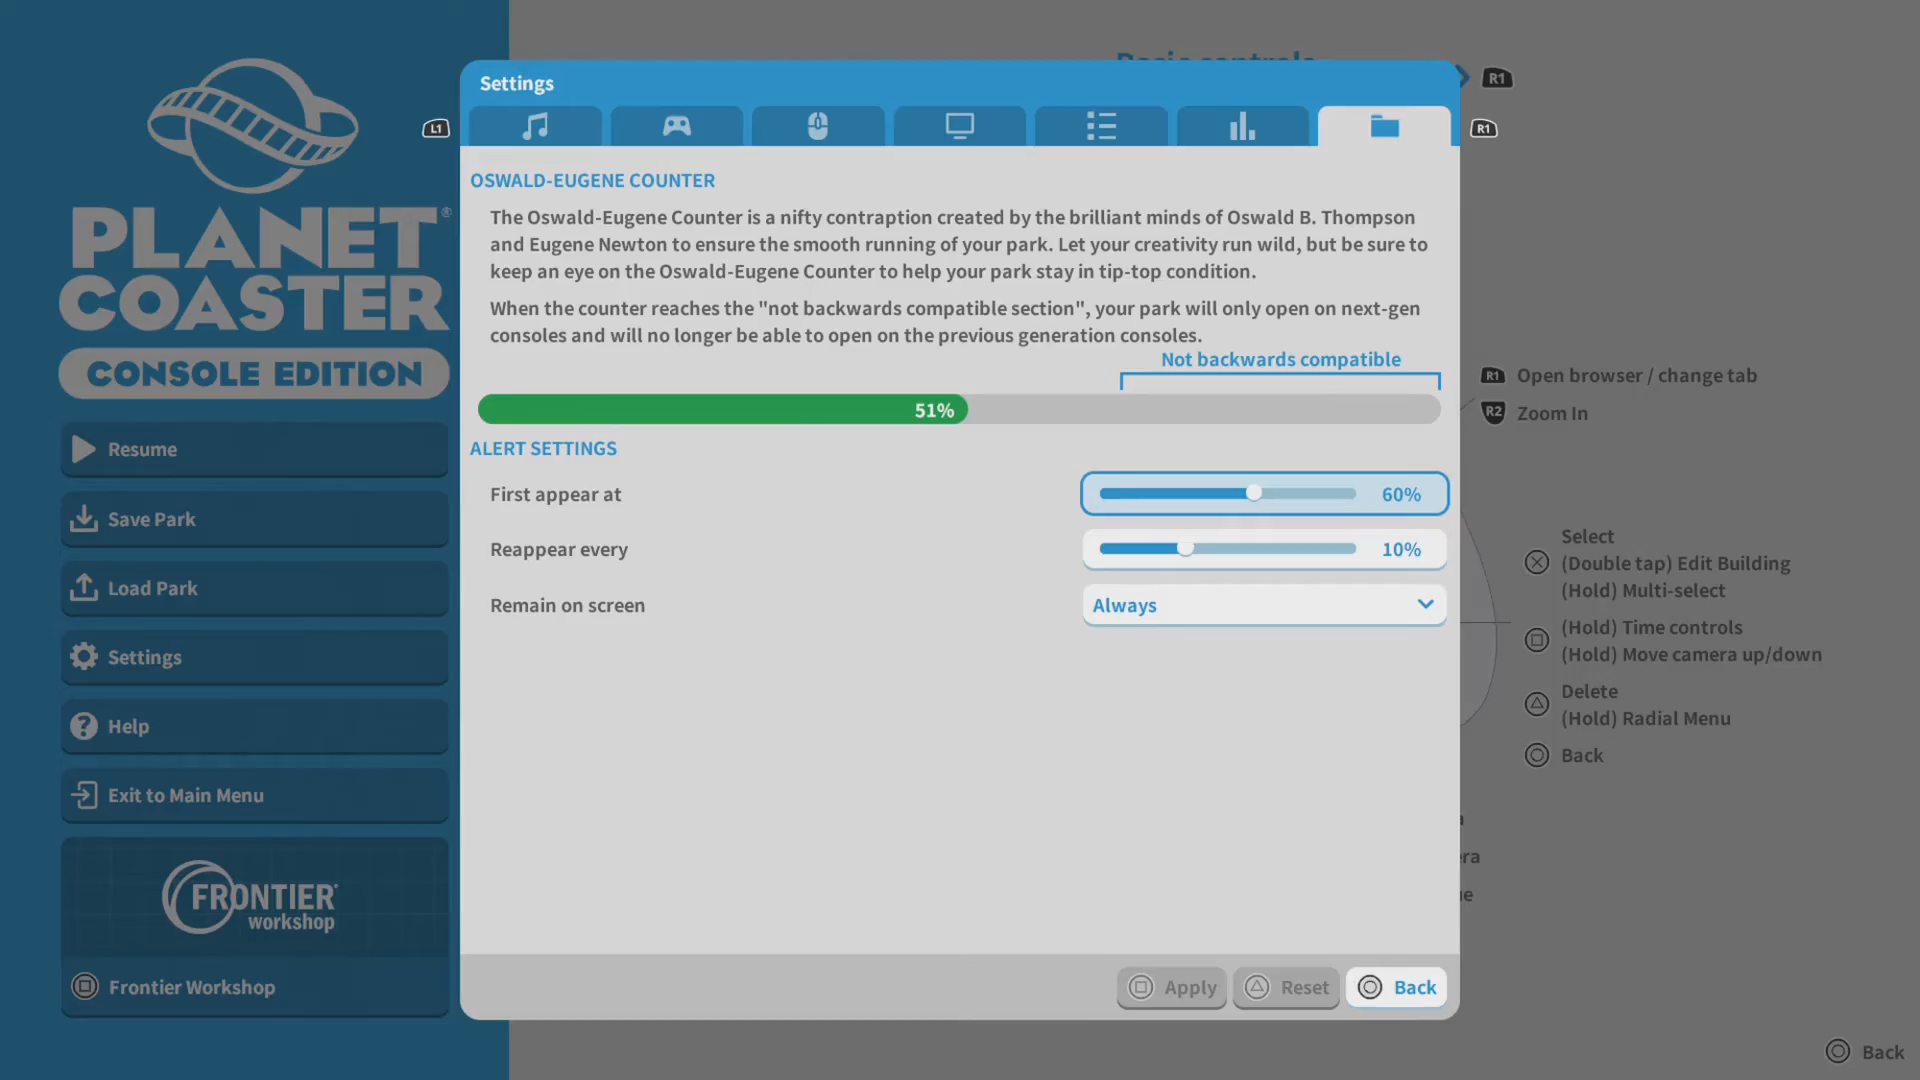 Basic controls
R1
Settings
L1
R1
PLANET
COASTER
®
CONSOLE EDITION
Resume
Save Park
Load Park
Settings
Help
Exit to Main Menu
FRONTIER
workshop
Frontier Workshop
OSWALD-EUGENE COUNTER
The Oswald-Eugene Counter is a nifty contraption created by the brilliant minds of Oswald B. Thompson
and Eugene Newton to ensure the smooth running of your park. Let your creativity run wild, but be sure to
keep an eye on the Oswald-Eugene Counter to help your park stay in tip-top condition.
When the counter reaches the "not backwards compatible section", your park will only open on next-gen
consoles and will no longer be able to open on the previous generation consoles.
Not backwards compatible
51%
ALERT SETTINGS
First appear at
60%
Reappear every
10%
Remain on screen
Always
Apply
Reset
Back
R1 Open browser / change tab
R2 Zoom In
Select
(Double tap) Edit Building
(Hold) Multi-select
(Hold) Time controls
(Hold) Move camera up/down
Delete
(Hold) Radial Menu
Back
Back